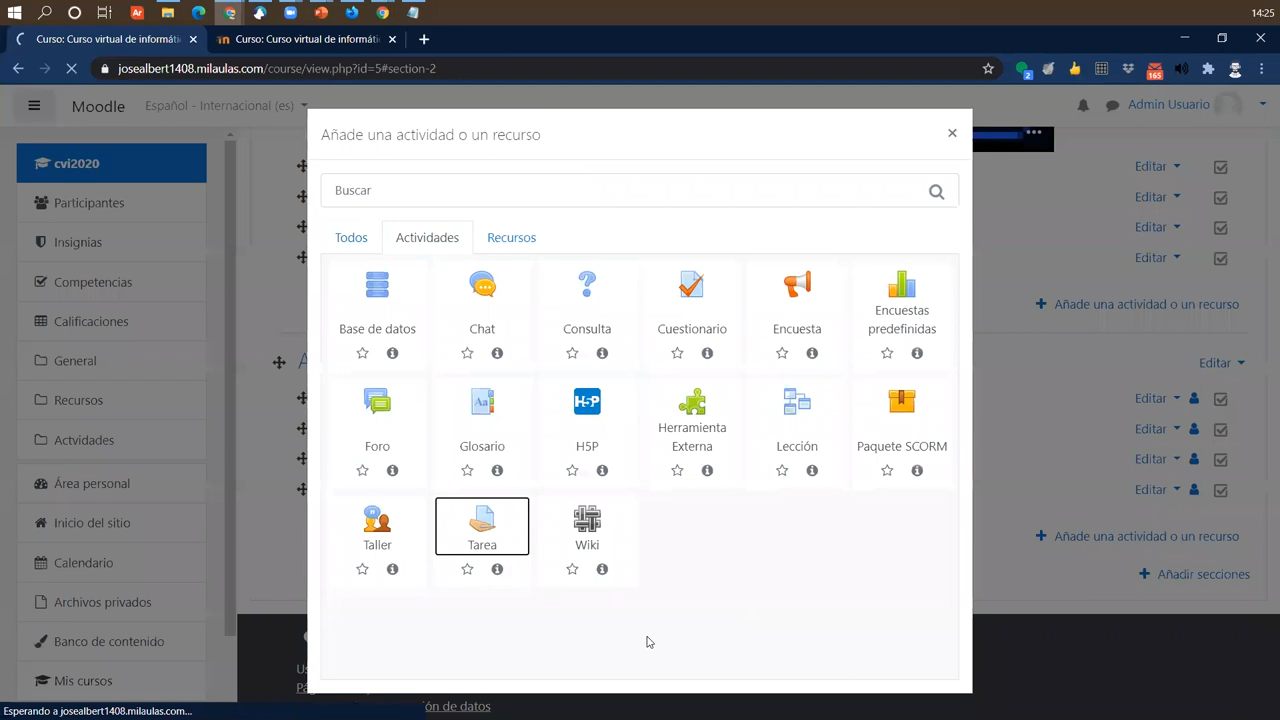 14:25
Curso: Curso virtual de informáti
Curso: Curso virtual de informáti
josealbert1408.milaulas.com/course/view.php?id=5#section-2
2
165
Moodle
Español - Internacional (es)
Admin Usuario
cvi2020
Participantes
Insignias
Competencias
Calificaciones
General
Recursos
Actividades
Área personal
Inicio del sitio
Calendario
Archivos privados
Banco de contenido
Mis cursos
Esperando a josealbert1408.milaulas.com...
Añade una actividad o un recurso
Buscar
Todos
Actividades
Recursos
Base de datos
Chat
Consulta
Cuestionario
Encuesta
Encuestas
predefinidas
Foro
Glosario
H5P
Herramienta
Externa
Lección
Paquete SCORM
Taller
Tarea
Wiki
Editar
Editar
Editar
Editar
Añade una actividad o un recurso
Editar
Editar
Editar
Editar
Editar
Añade una actividad o un recurso
Añadir secciones
ción de datos